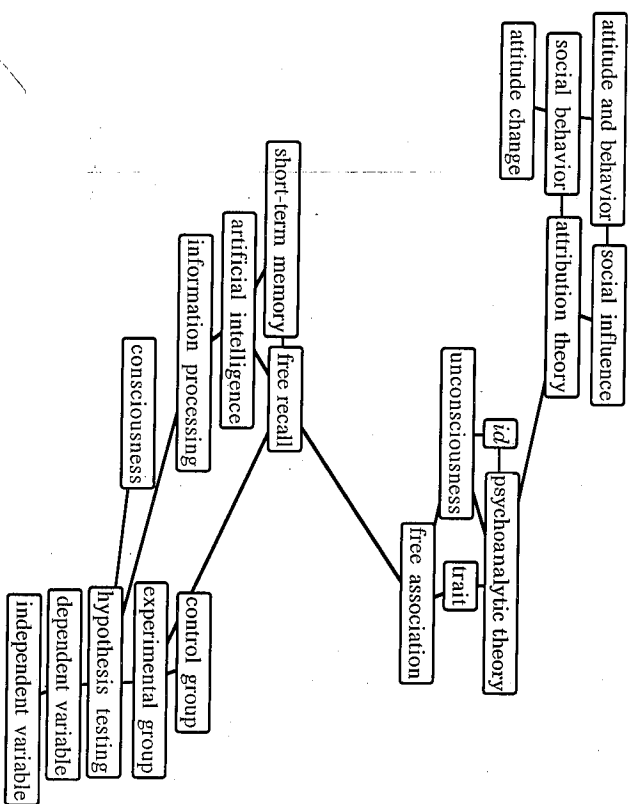 attitude and behavior
social influence
social behavior
attribution theory
attitude change
id
psychoanalytic theory
unconsciousness
trait
free association
short-term memory
free recall
artificial intelligence
information processing
control group
consciousness
experimental group
hypothesis testing
dependent variable
independent variable